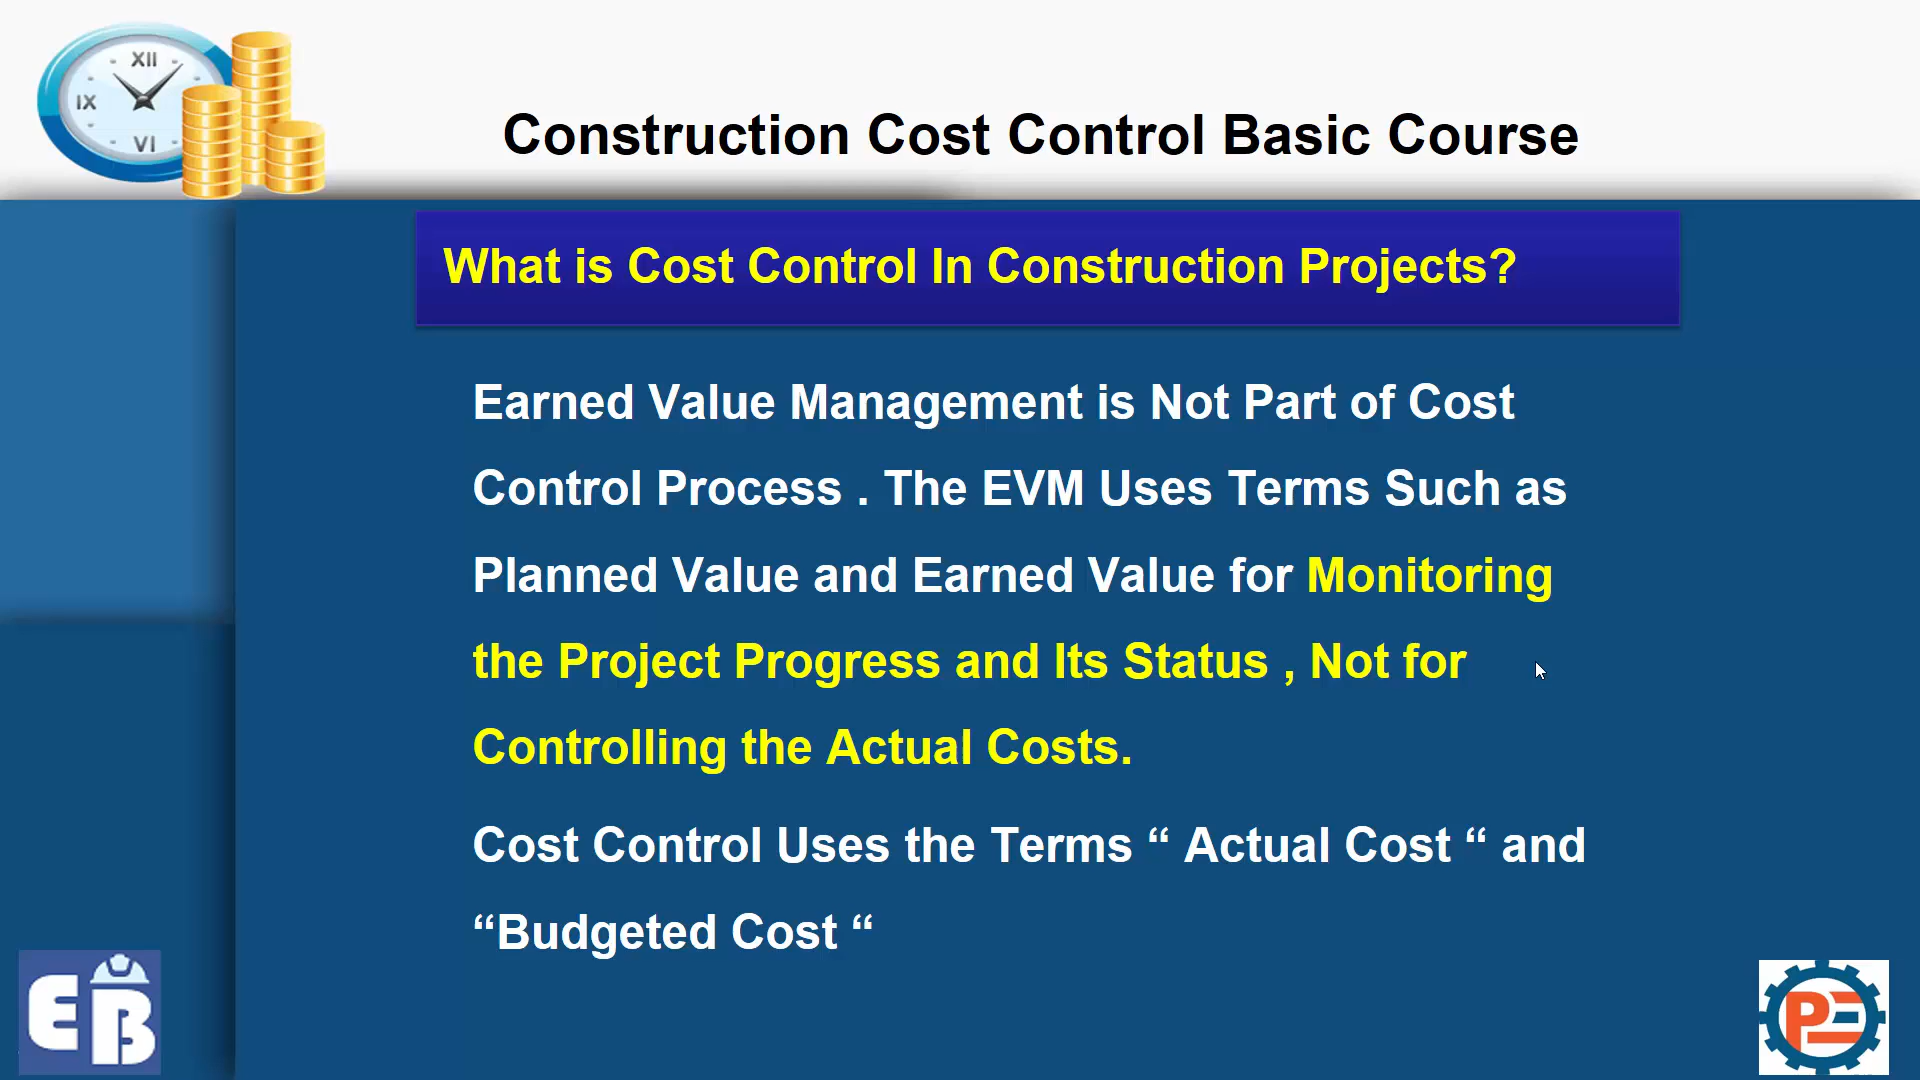 XII
IX
VI
Construction Cost Control Basic Course
What is Cost Control In Construction Projects?
Earned Value Management is Not Part of Cost
Control Process . The EVM Uses Terms Such as
Planned Value and Earned Value for Monitoring
the Project Progress and Its Status , Not for
Controlling the Actual Costs.
Cost Control Uses the Terms “ Actual Cost “ and
“Budgeted Cost “
EB
PE